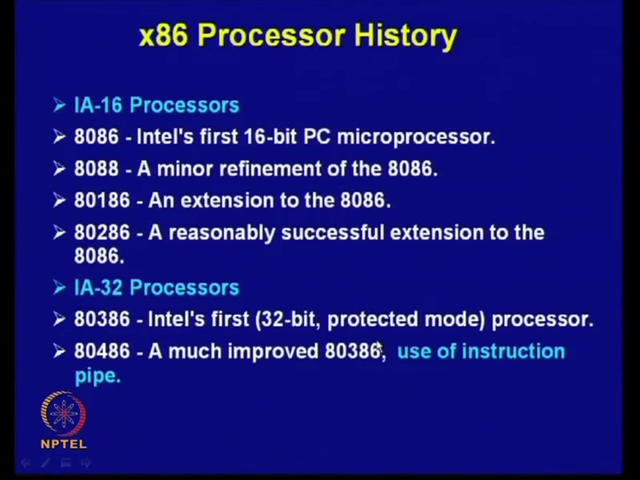 x86 Processor History
IA-16 Processors
8086 - Intel's first 16-bit PC microprocessor.
8088 - A minor refinement of the 8086.
80186 - An extension to the 8086.
80286 - A reasonably successful extension to the
8086.
IA-32 Processors
80386 - Intel's first (32-bit, protected mode) processor.
80486 - A much improved 80386, use of instruction
pipe.
NPTEL